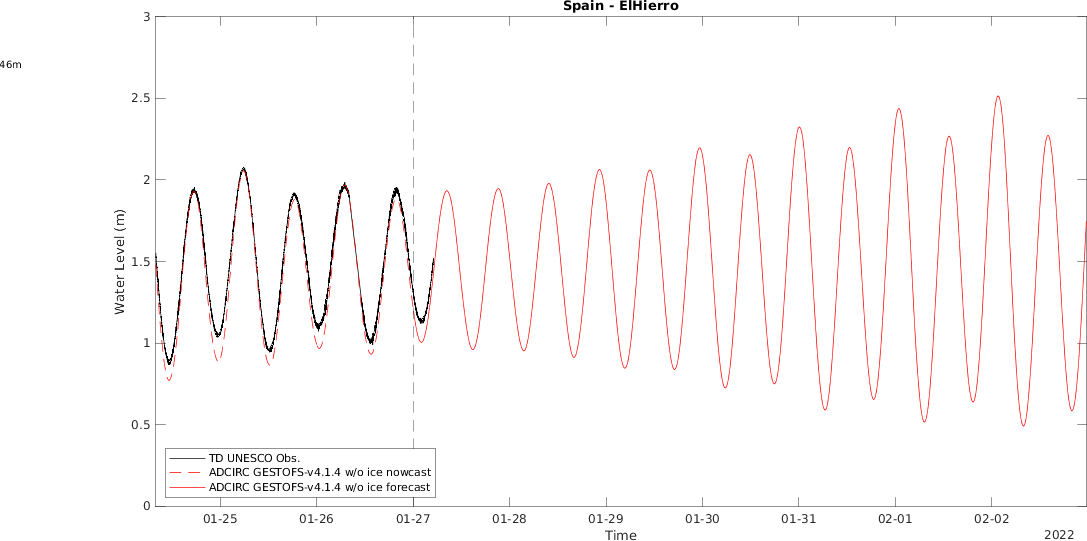 Spain - ElHierro
46m
3
2.5
2
1.5
1
0.5
0
Water Level (m)
TD UNESCO Obs.
ADCIRC GESTOFS-v4.1.4 w/o ice nowcast
ADCIRC GESTOFS-v4.1.4 w/o ice forecast
01-25 01-26 01-27 01-28 01-29 01-30 01-31 02-01 02-02
Time
2022